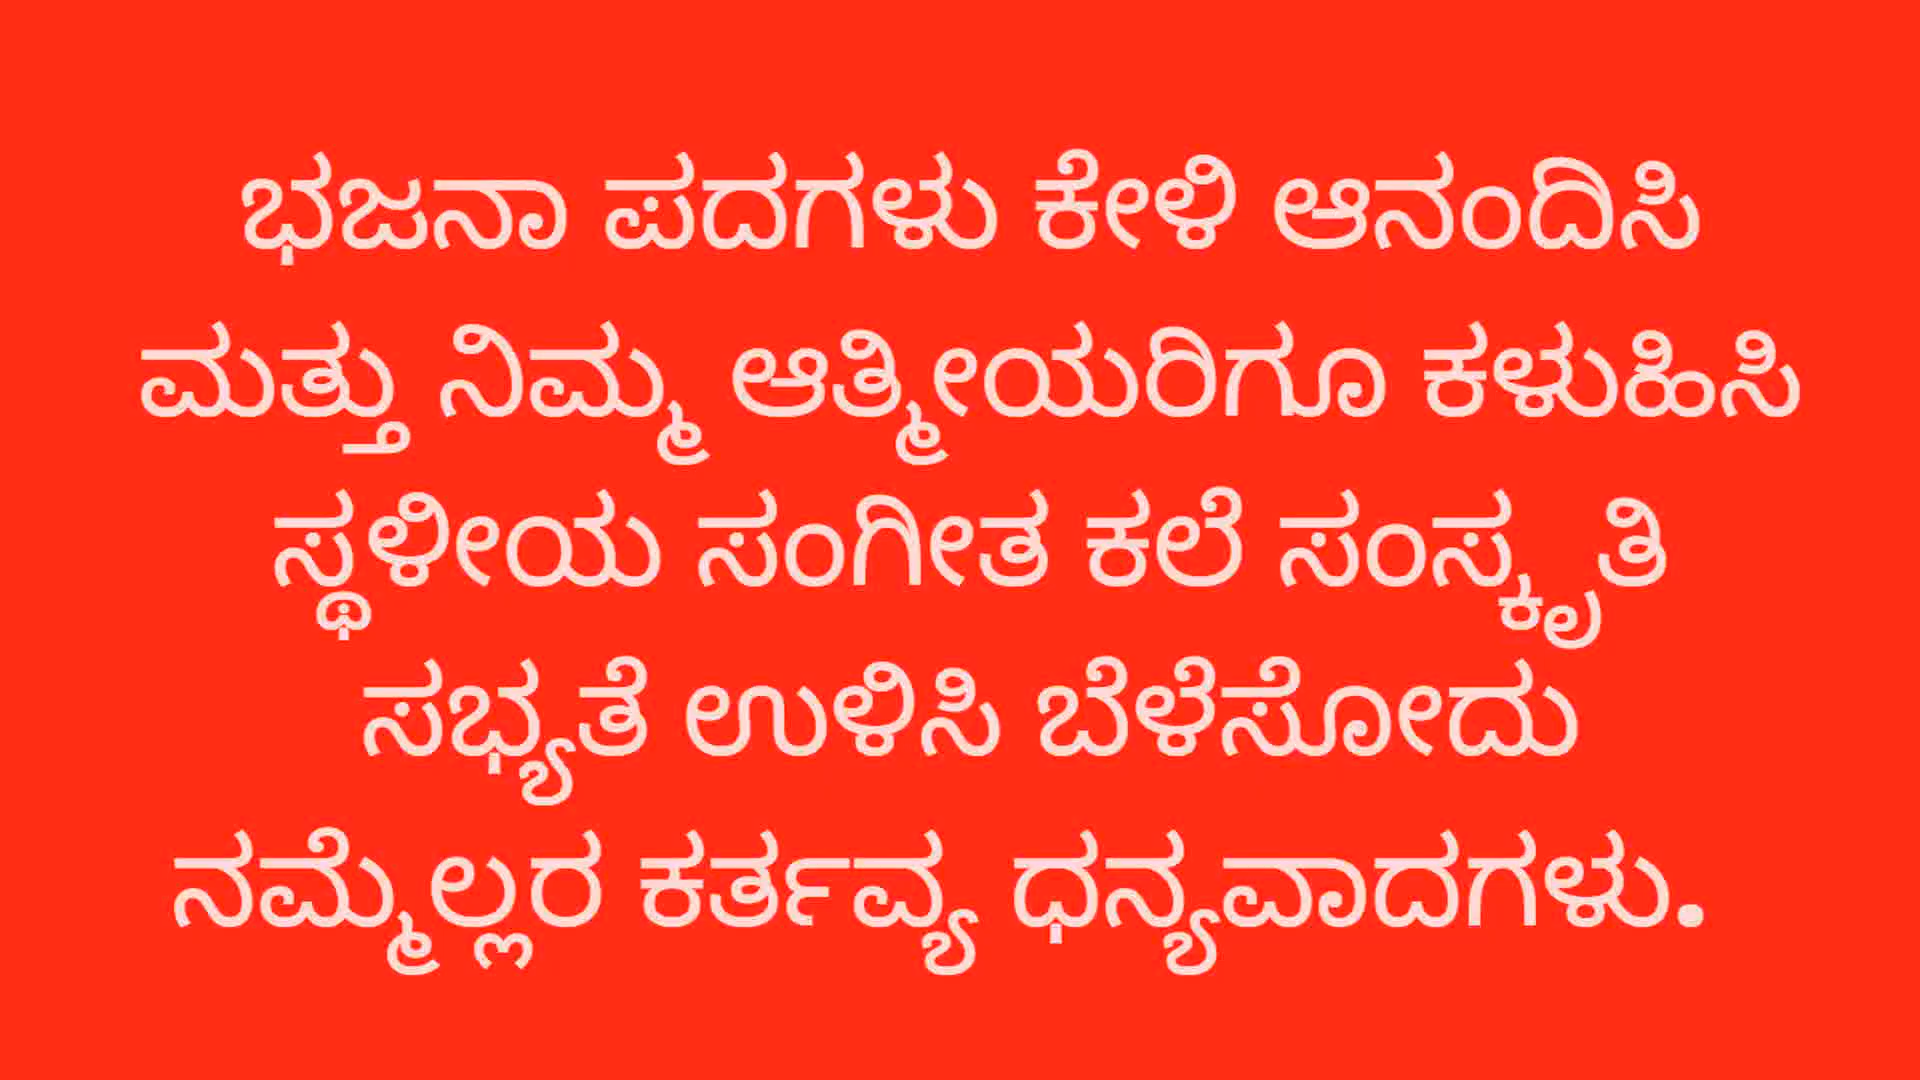 ಭಜನಾ ಪದಗಳು ಕೇಳಿ ಆನಂದಿಸಿ
ಮತ್ತು ನಿಮ್ಮ ಆತ್ಮೀಯರಿಗೂ ಕಳುಹಿಸಿ
ಸ್ಥಳೀಯ ಸಂಗೀತ ಕಲೆ ಸಂಸ್ಕೃತಿ
ಸಭ್ಯತೆ ಉಳಿಸಿ ಬೆಳೆಸೋದು
ನಮ್ಮೆಲ್ಲರ ಕರ್ತವ್ಯ ಧನ್ಯವಾದಗಳು.